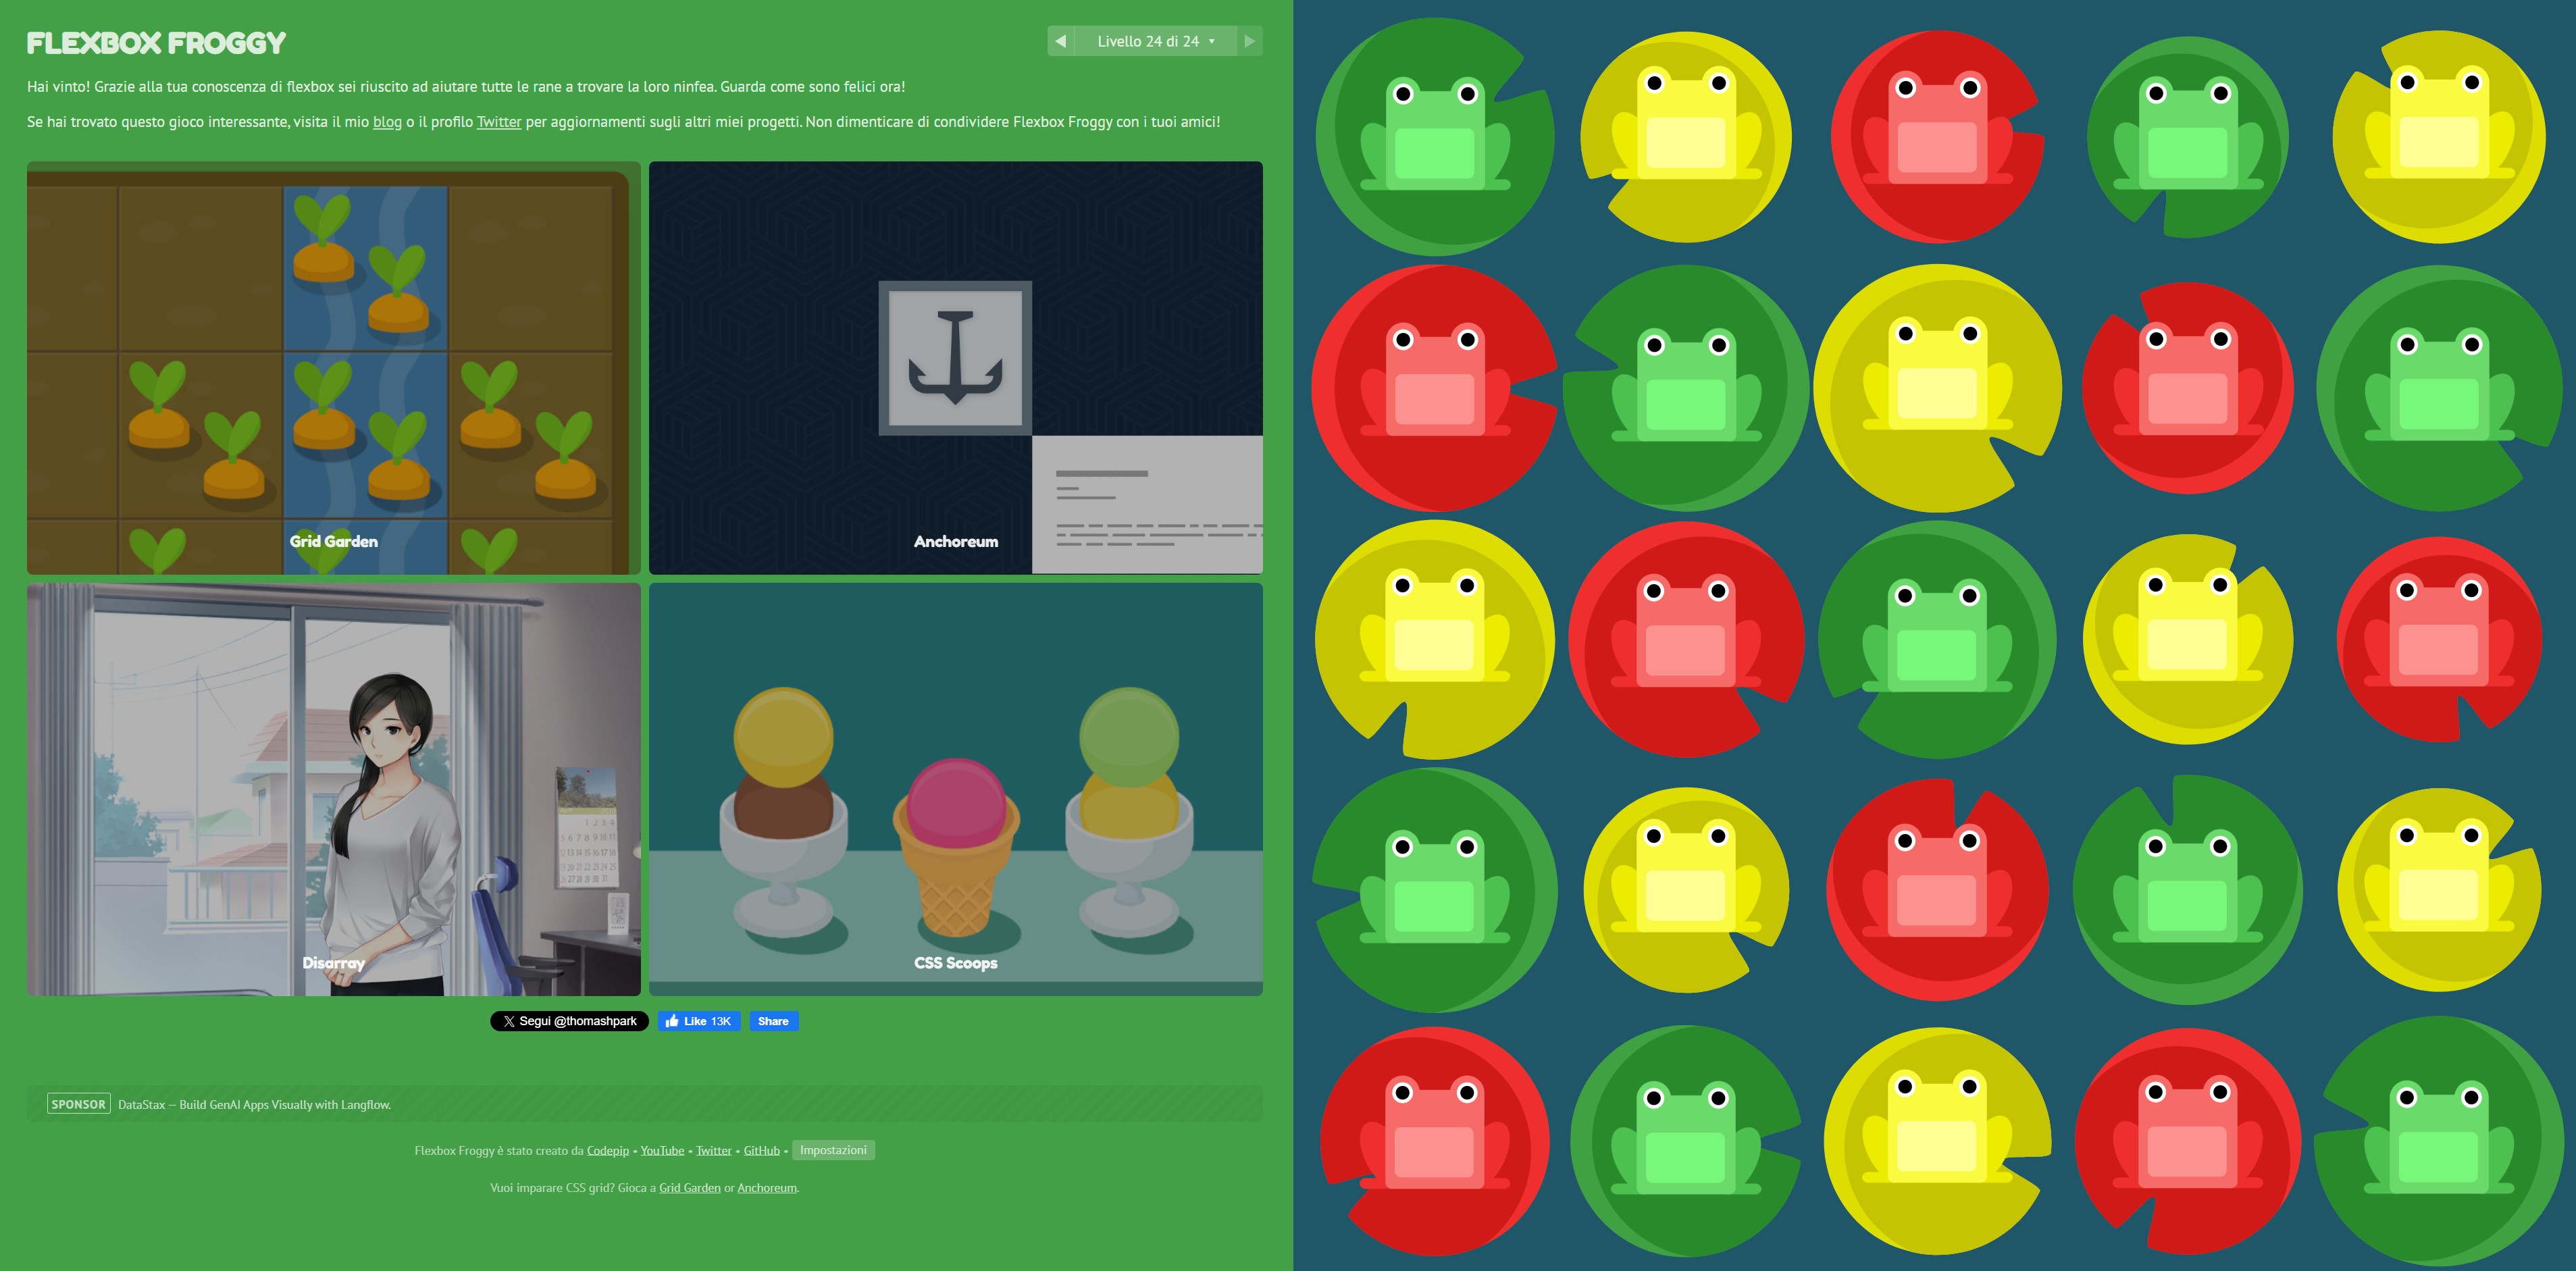 FLEXBOX FROGGY
Livello 24 di 24
Hai vinto! Grazie alla tua conoscenza di flexbox sei riuscito ad aiutare tutte le rane a trovare la loro ninfea. Guarda come sono felici ora!
Se hai trovato questo gioco interessante, visita il mio blog o il profilo Twitter per aggiornamenti sugli altri miei progetti. Non dimenticare di condividere Flexbox Froggy con i tuoi amici!
Grid Garden
Anchoreum
Disarray
CSS Scoops
Segui @thomashpark
Like 13K
Share
SPONSOR DataStax — Build GenAI Apps Visually with Langflow.
Flexbox Froggy è stato creato da Codepip • YouTube • Twitter • GitHub • Impostazioni
Vuoi imparare CSS grid? Gioca a Grid Garden or Anchoreum.